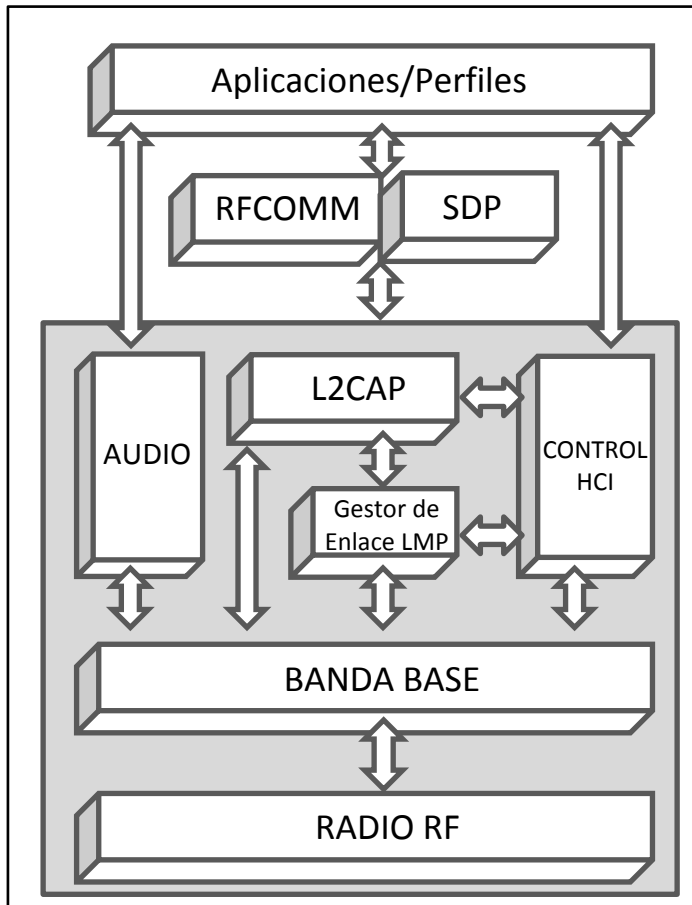 Aplicaciones/Perfiles
RFCOMM
SDP
L2CAP
AUDIO
CONTROL
HCI
Gestor de
Enlace LMP
BANDA BASE
RADIO RF